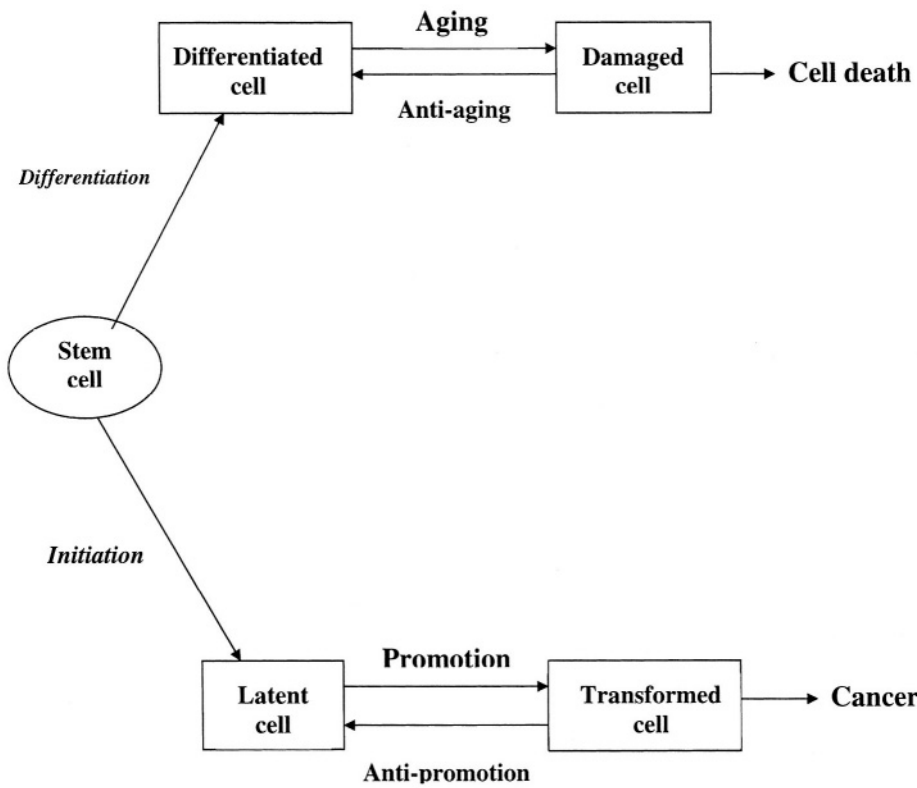 Aging
Differentiated
cell
Damaged
cell
Cell death
Anti-aging
Differentiation
Stem
cell
Initiation
Promotion
Latent
cell
Transformed
cell
Cancer
Anti-promotion